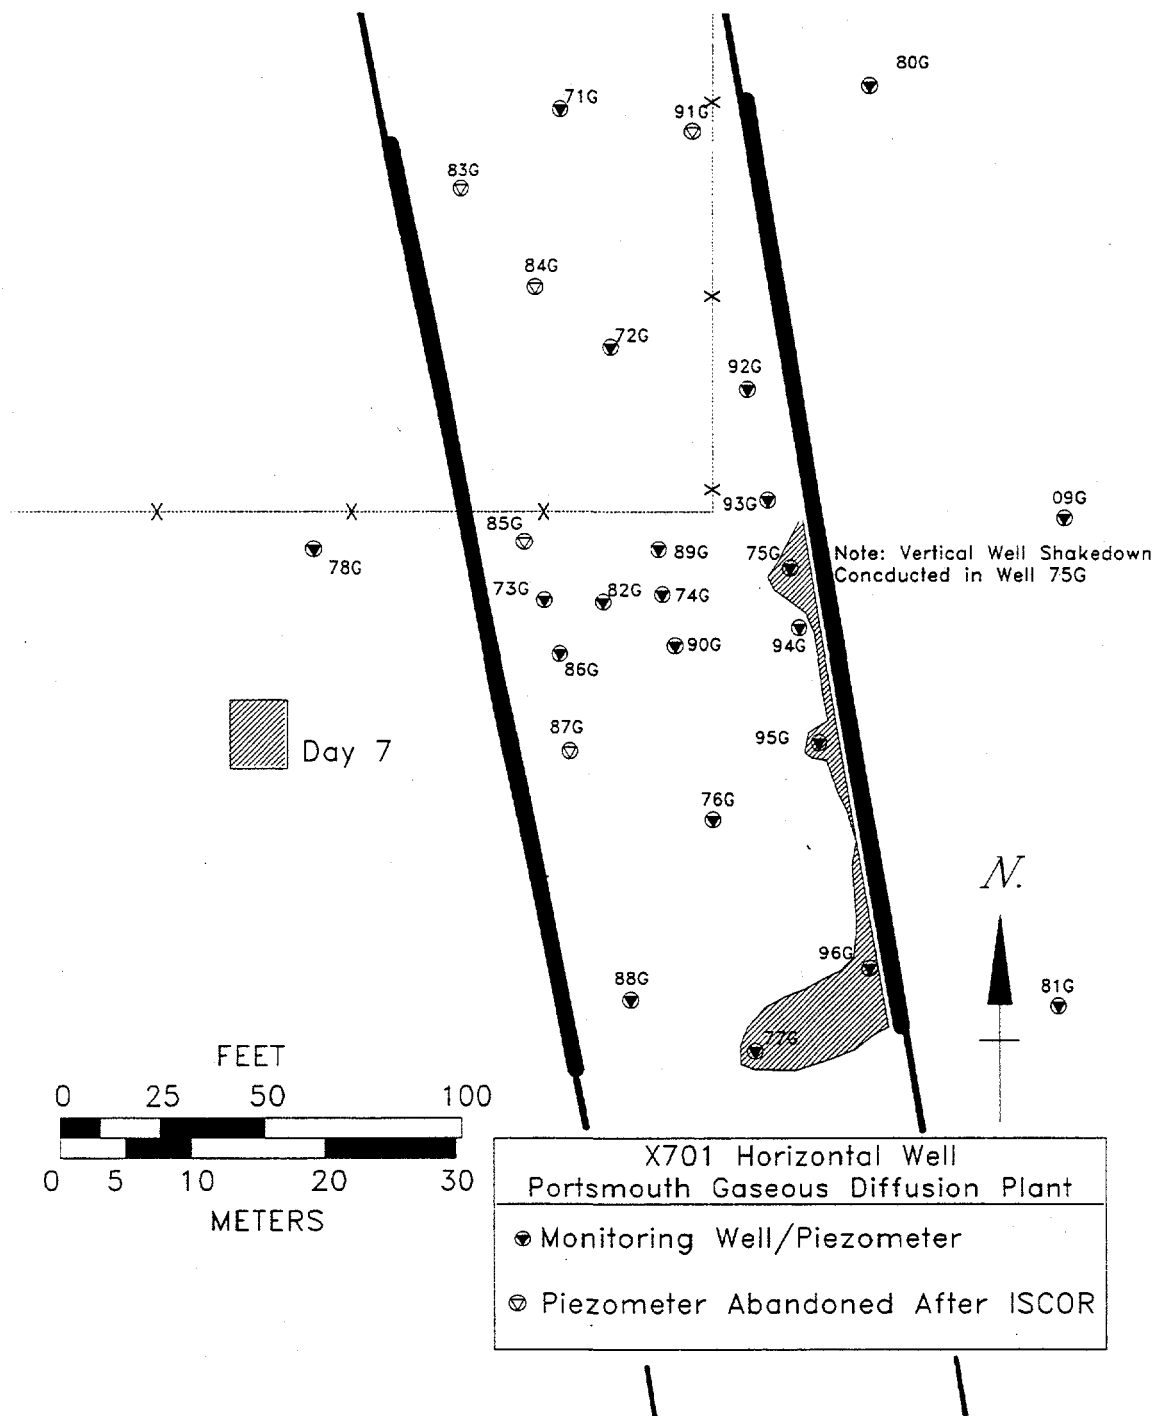 80G
71G
91G
83G
84G
72G
92G
93G
09G
85G
78G
89G
75G
Note: Vertical Well Shakedown
Concducted in Well 75G
73G
82G
74G
94G
90G
86G
87G
Day 7
95G
76G
N.
96G
88G
81G
77G
FEET
0 25 50 100
0 5 10 20 30
METERS
X701 Horizontal Well
Portsmouth Gaseous Diffusion Plant
Monitoring Well/Piezometer
Piezometer Abandoned After ISCOR